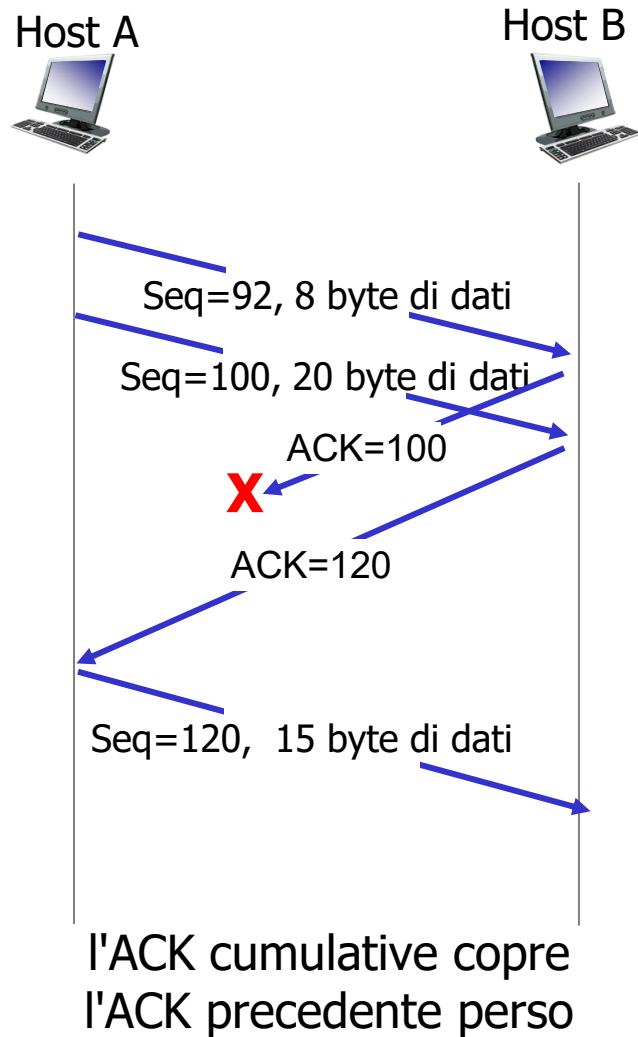 Host A
Host B
Seq=92, 8 byte di dati
Seq=100, 20 byte di dati
ACK=100
X
ACK=120
Seq=120, 15 byte di dati
l'ACK cumulative copre
l'ACK precedente perso